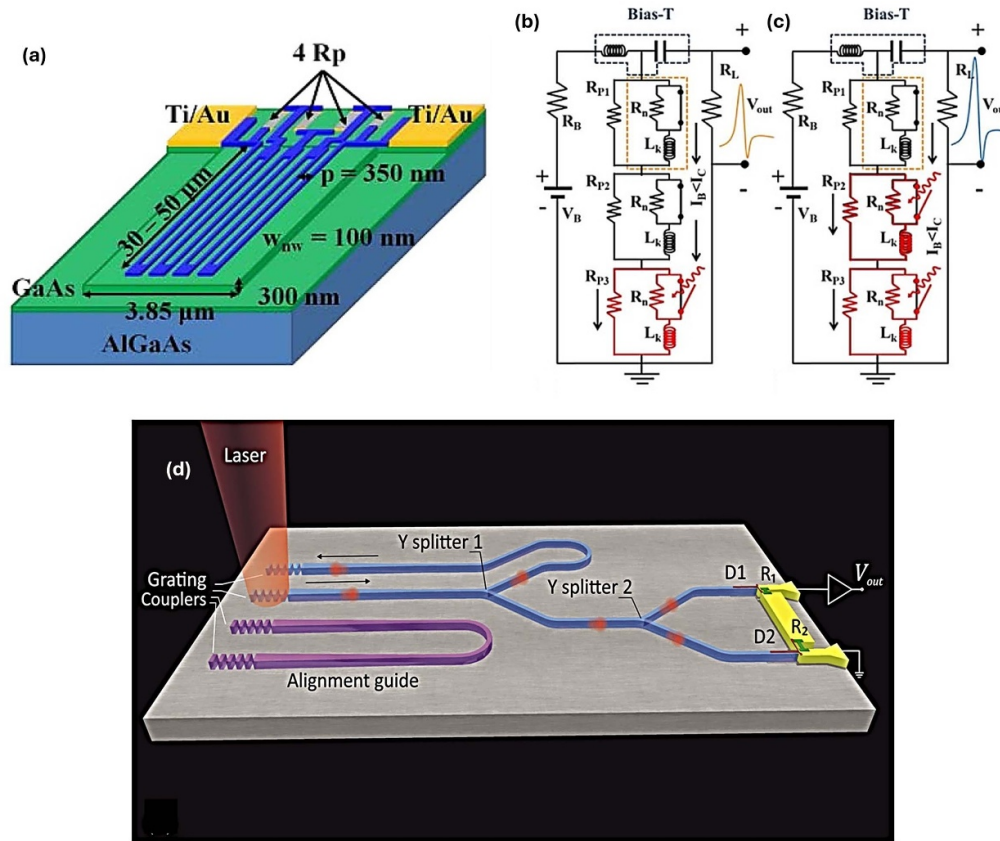 (a)
4 Rp
Ti/Au
Ti/Au
30 – 50 μm
p = 350 nm
w_nw = 100 nm
GaAs
300 nm
3.85 μm
AlGaAs
(b)
Bias-T
+
R_P1
R_n
R_L
V_out
R_B
L_k
-
I_B<I_C
+
-
V_B
R_P2
R_n
L_k
R_P3
R_n
L_k
(c)
Bias-T
+
R_P1
R_n
R_L
V_out
R_B
L_k
-
I_B<I_C
+
-
V_B
R_P2
R_n
L_k
R_P3
R_n
L_k
(d)
Laser
Y splitter 1
Grating
Couplers
Y splitter 2
D1
R₁
V_out
D2
R₂
Alignment guide